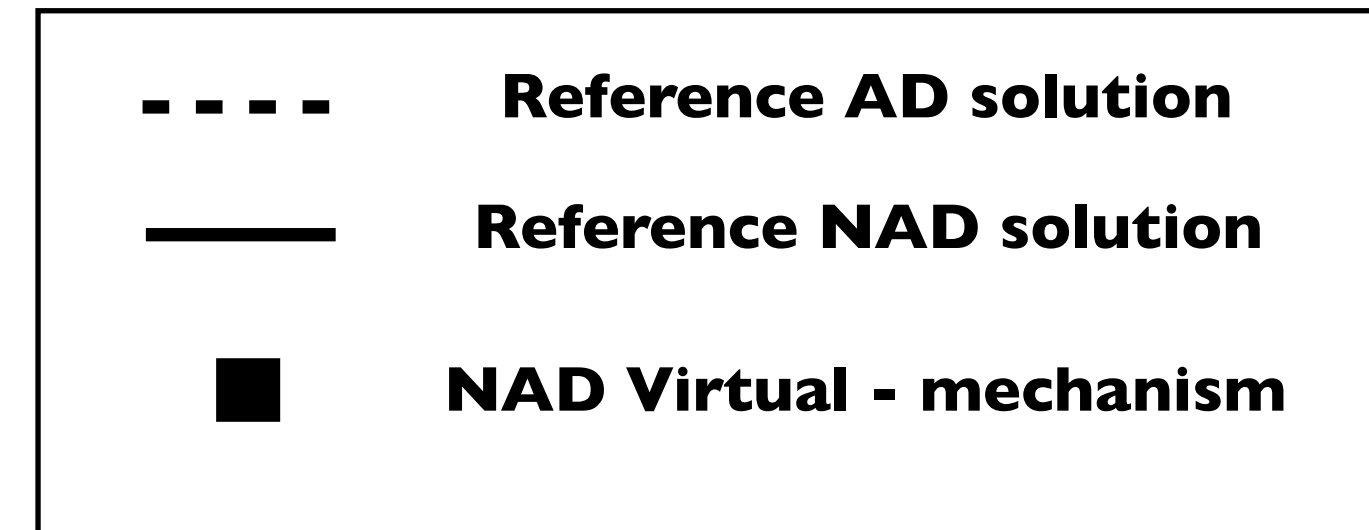 Reference AD solution
Reference NAD solution
NAD Virtual - mechanism